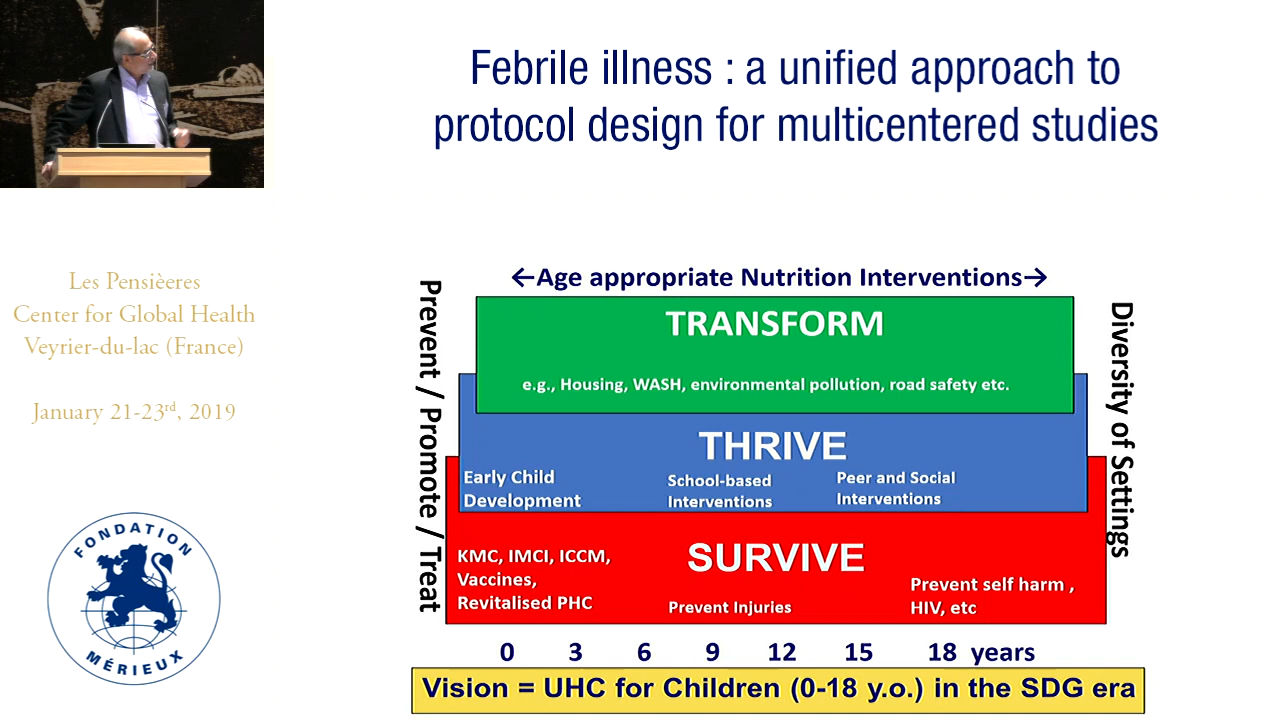 Febrile illness : a unified approach to
protocol design for multicentered studies
Les Pensièeres
Center for Global Health
Veyrier-du-lac (France)
January 21-23rd, 2019
FONDATION
MÉRIEUX
←Age appropriate Nutrition Interventions→
Prevent / Promote / Treat
TRANSFORM
e.g., Housing, WASH, environmental pollution, road safety etc.
THRIVE
Early Child
Development
School-based
Interventions
Peer and Social
Interventions
SURVIVE
KMC, IMCI, ICCM,
Vaccines,
Revitalised PHC
Prevent Injuries
Prevent self harm ,
HIV, etc
Diversity of Settings
0 3 6 9 12 15 18 years
Vision = UHC for Children (0-18 y.o.) in the SDG era